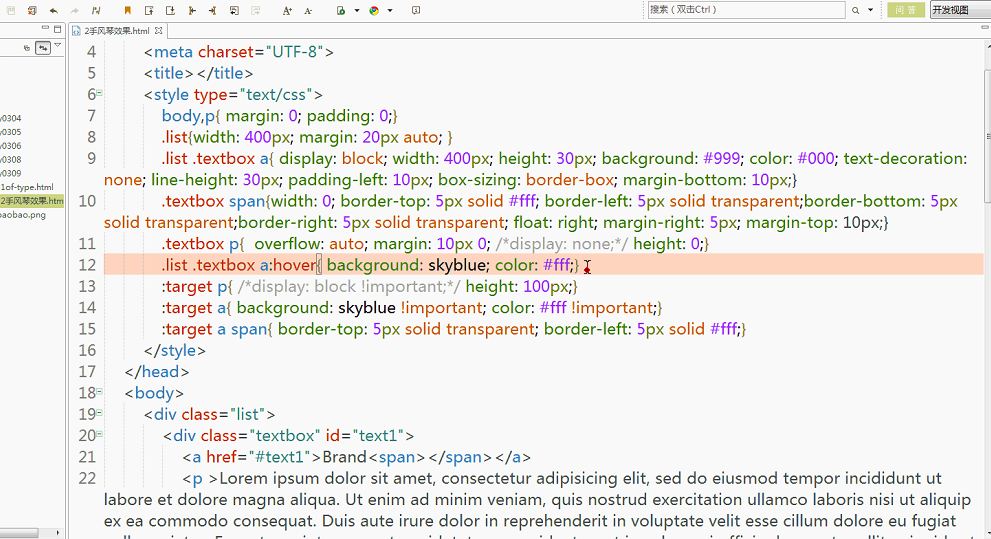 搜索（双击Ctrl）
问 答
开发视图
2手风琴效果.html
y0304
y0305
y0306
y0308
y0309
1of-type.html
2手风琴效果.htm
baobao.png
4 <meta charset="UTF-8">
5 <title></title>
6 <style type="text/css">
7 body,p{ margin: 0; padding: 0;}
8 .list{width: 400px; margin: 20px auto; }
9 .list .textbox a{ display: block; width: 400px; height: 30px; background: #999; color: #000; text-decoration:
none; line-height: 30px; padding-left: 10px; box-sizing: border-box; margin-bottom: 10px;}
10 .textbox span{width: 0; border-top: 5px solid #fff; border-left: 5px solid transparent;border-bottom: 5px
solid transparent;border-right: 5px solid transparent; float: right; margin-right: 5px; margin-top: 10px;}
11 .textbox p{  overflow: auto; margin: 10px 0; /*display: none;*/ height: 0;}
12 .list .textbox a:hover{ background: skyblue; color: #fff;}
13 :target p{ /*display: block !important;*/ height: 100px;}
14 :target a{ background: skyblue !important; color: #fff !important;}
15 :target a span{ border-top: 5px solid transparent; border-left: 5px solid #fff;}
16 </style>
17 </head>
18 <body>
19 <div class="list">
20 <div class="textbox" id="text1">
21 <a href="#text1">Brand<span></span></a>
22 <p >Lorem ipsum dolor sit amet, consectetur adipisicing elit, sed do eiusmod tempor incididunt ut
labore et dolore magna aliqua. Ut enim ad minim veniam, quis nostrud exercitation ullamco laboris nisi ut aliquip
ex ea commodo consequat. Duis aute irure dolor in reprehenderit in voluptate velit esse cillum dolore eu fugiat